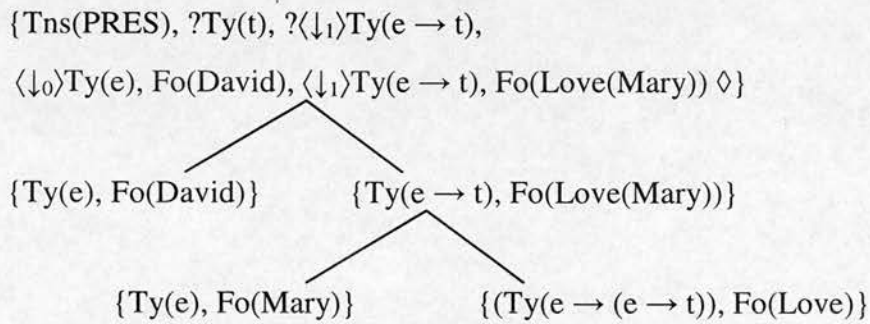 {Tns(PRES), ?Ty(t), ?⟨↓₁⟩Ty(e → t),
⟨↓₀⟩Ty(e), Fo(David), ⟨↓₁⟩Ty(e → t), Fo(Love(Mary)) ◊}
{Ty(e), Fo(David)} {Ty(e → t), Fo(Love(Mary))}
{Ty(e), Fo(Mary)} {(Ty(e → (e → t)), Fo(Love)}